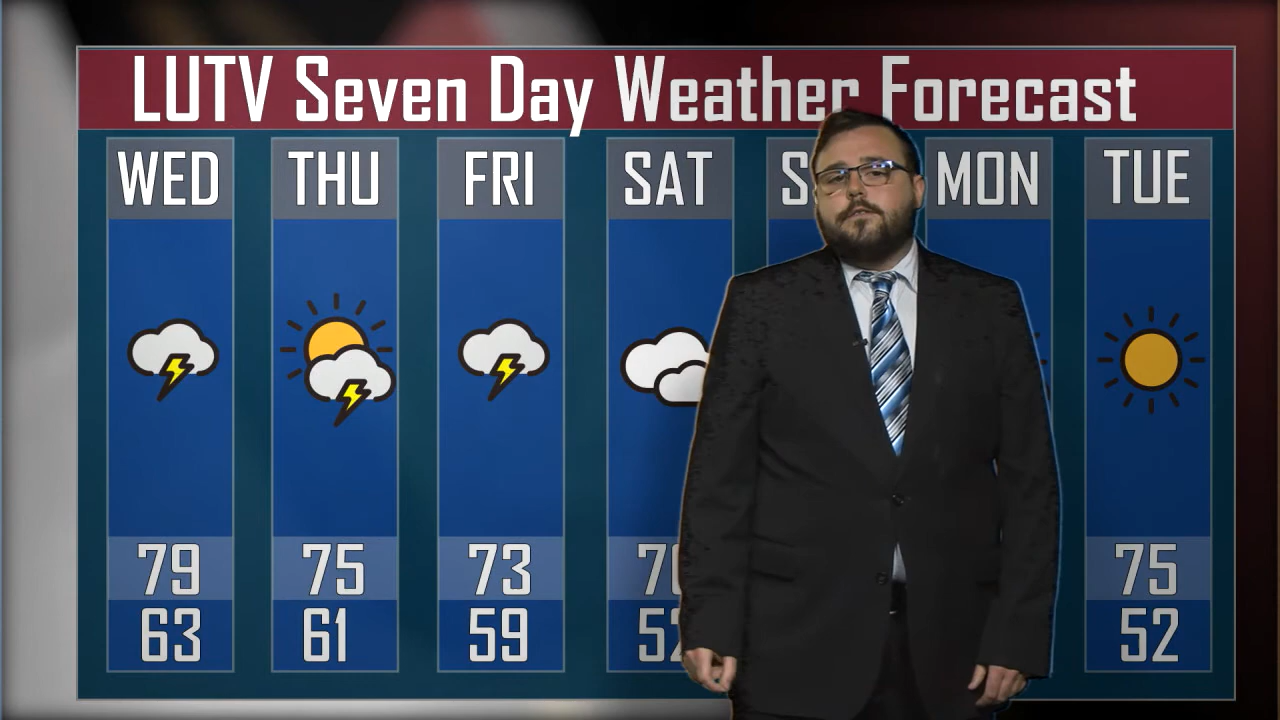 LUTV Seven Day Weather Forecast
WED THU FRI SAT MON TUE
79 75 73 75
63 61 59 52